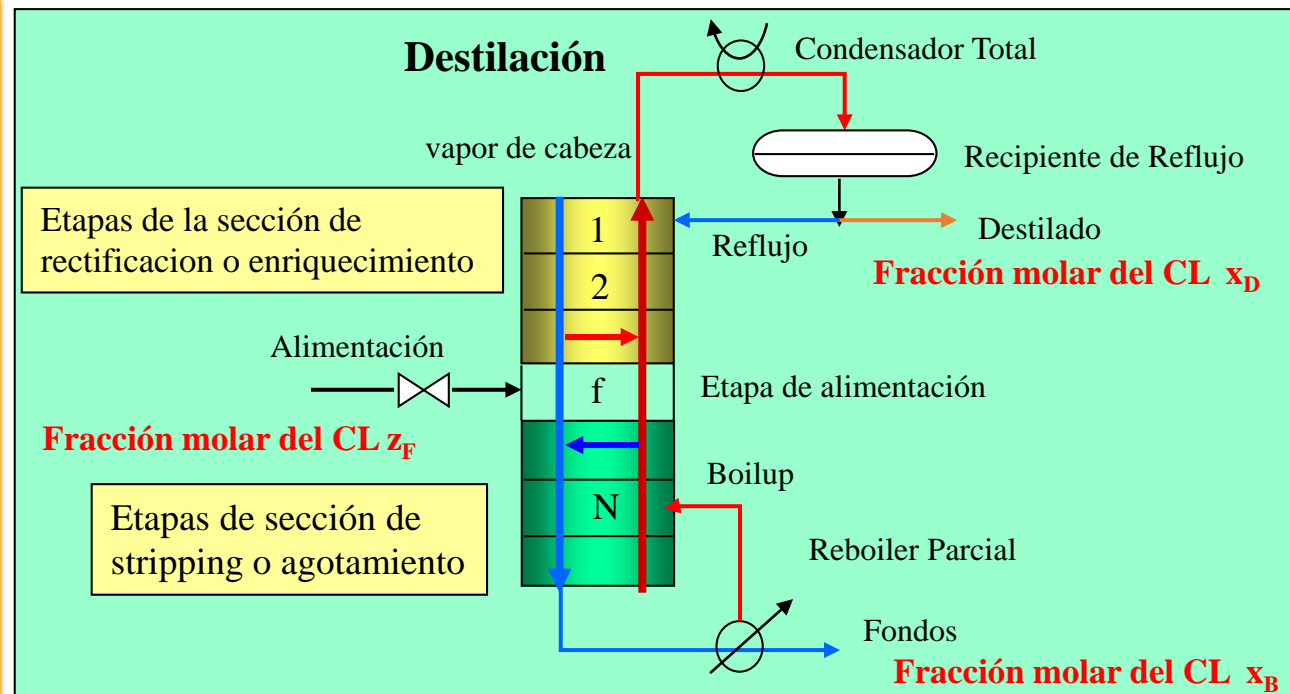 Destilación
Condensador Total
vapor de cabeza
Recipiente de Reflujo
Etapas de la sección de
rectificacion o enriquecimiento
1
Reflujo
Destilado
Fracción molar del CL x_D
2
Alimentación
f
Etapa de alimentación
Fracción molar del CL z_F
Boilup
N
Etapas de sección de
stripping o agotamiento
Reboiler Parcial
Fondos
Fracción molar del CL x_B